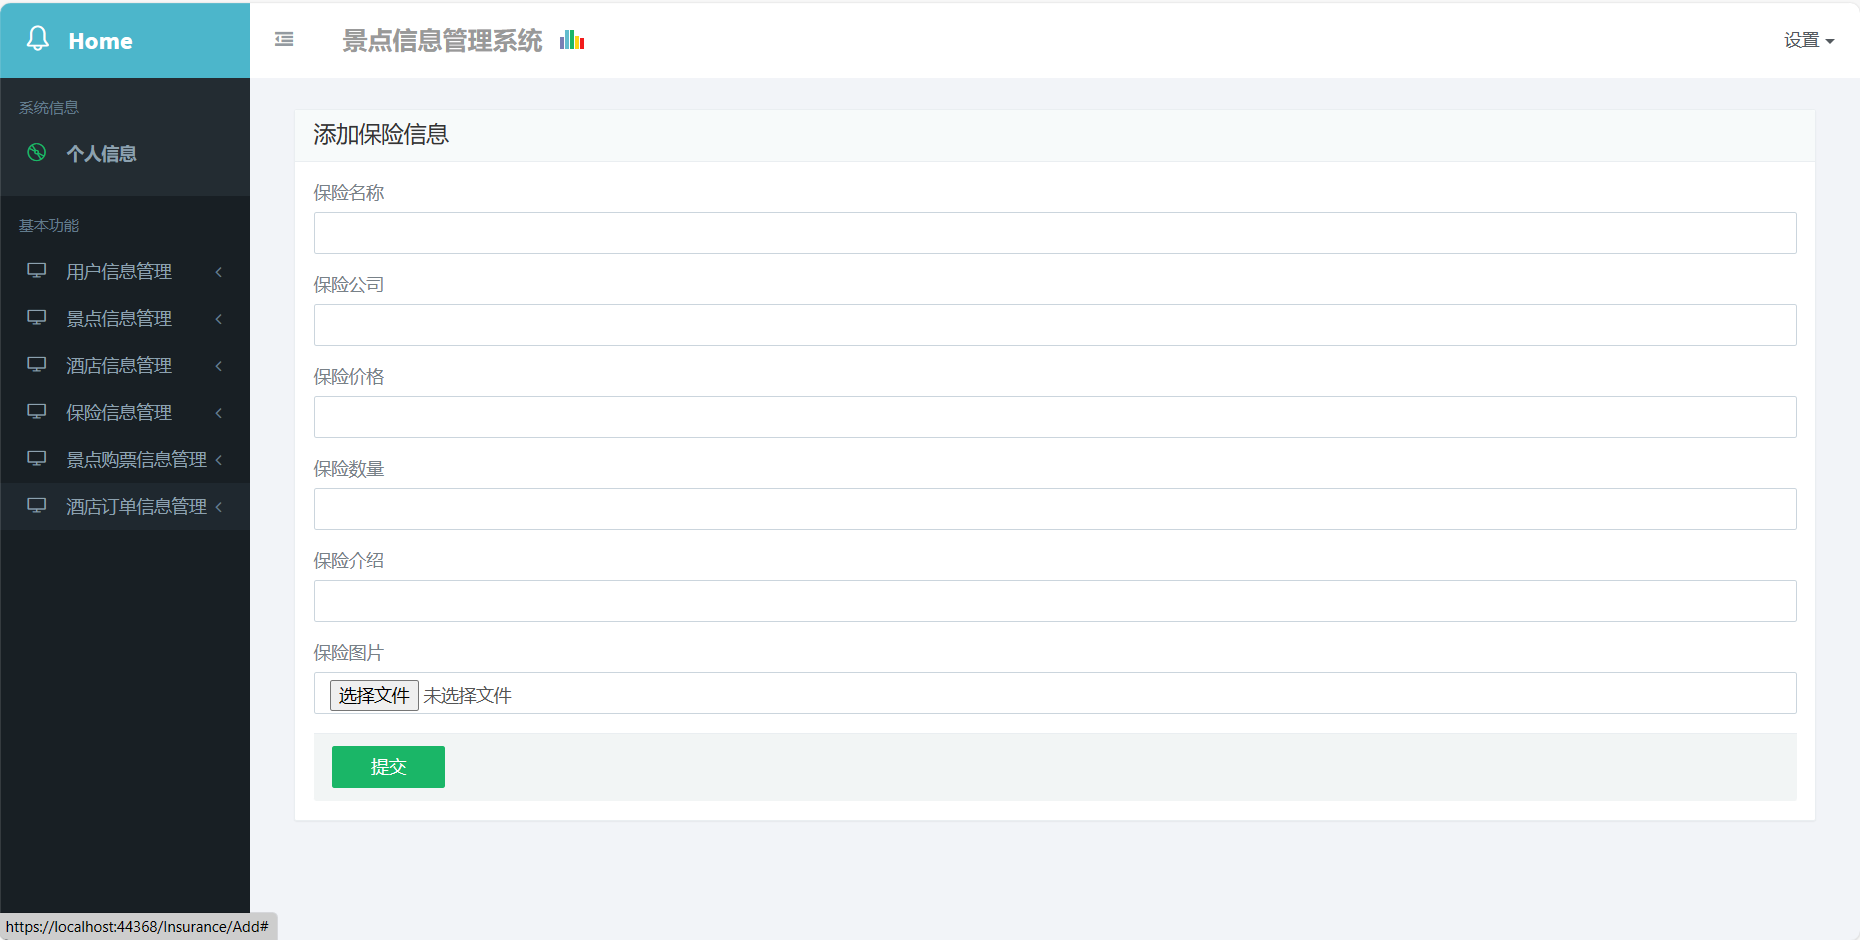 Home
景点信息管理系统
设置
系统信息
个人信息
基本功能
用户信息管理
景点信息管理
酒店信息管理
保险信息管理
景点购票信息管理
酒店订单信息管理
添加保险信息
保险名称
保险公司
保险价格
保险数量
保险介绍
保险图片
选择文件 未选择文件
提交
https://localhost:44368/Insurance/Add#